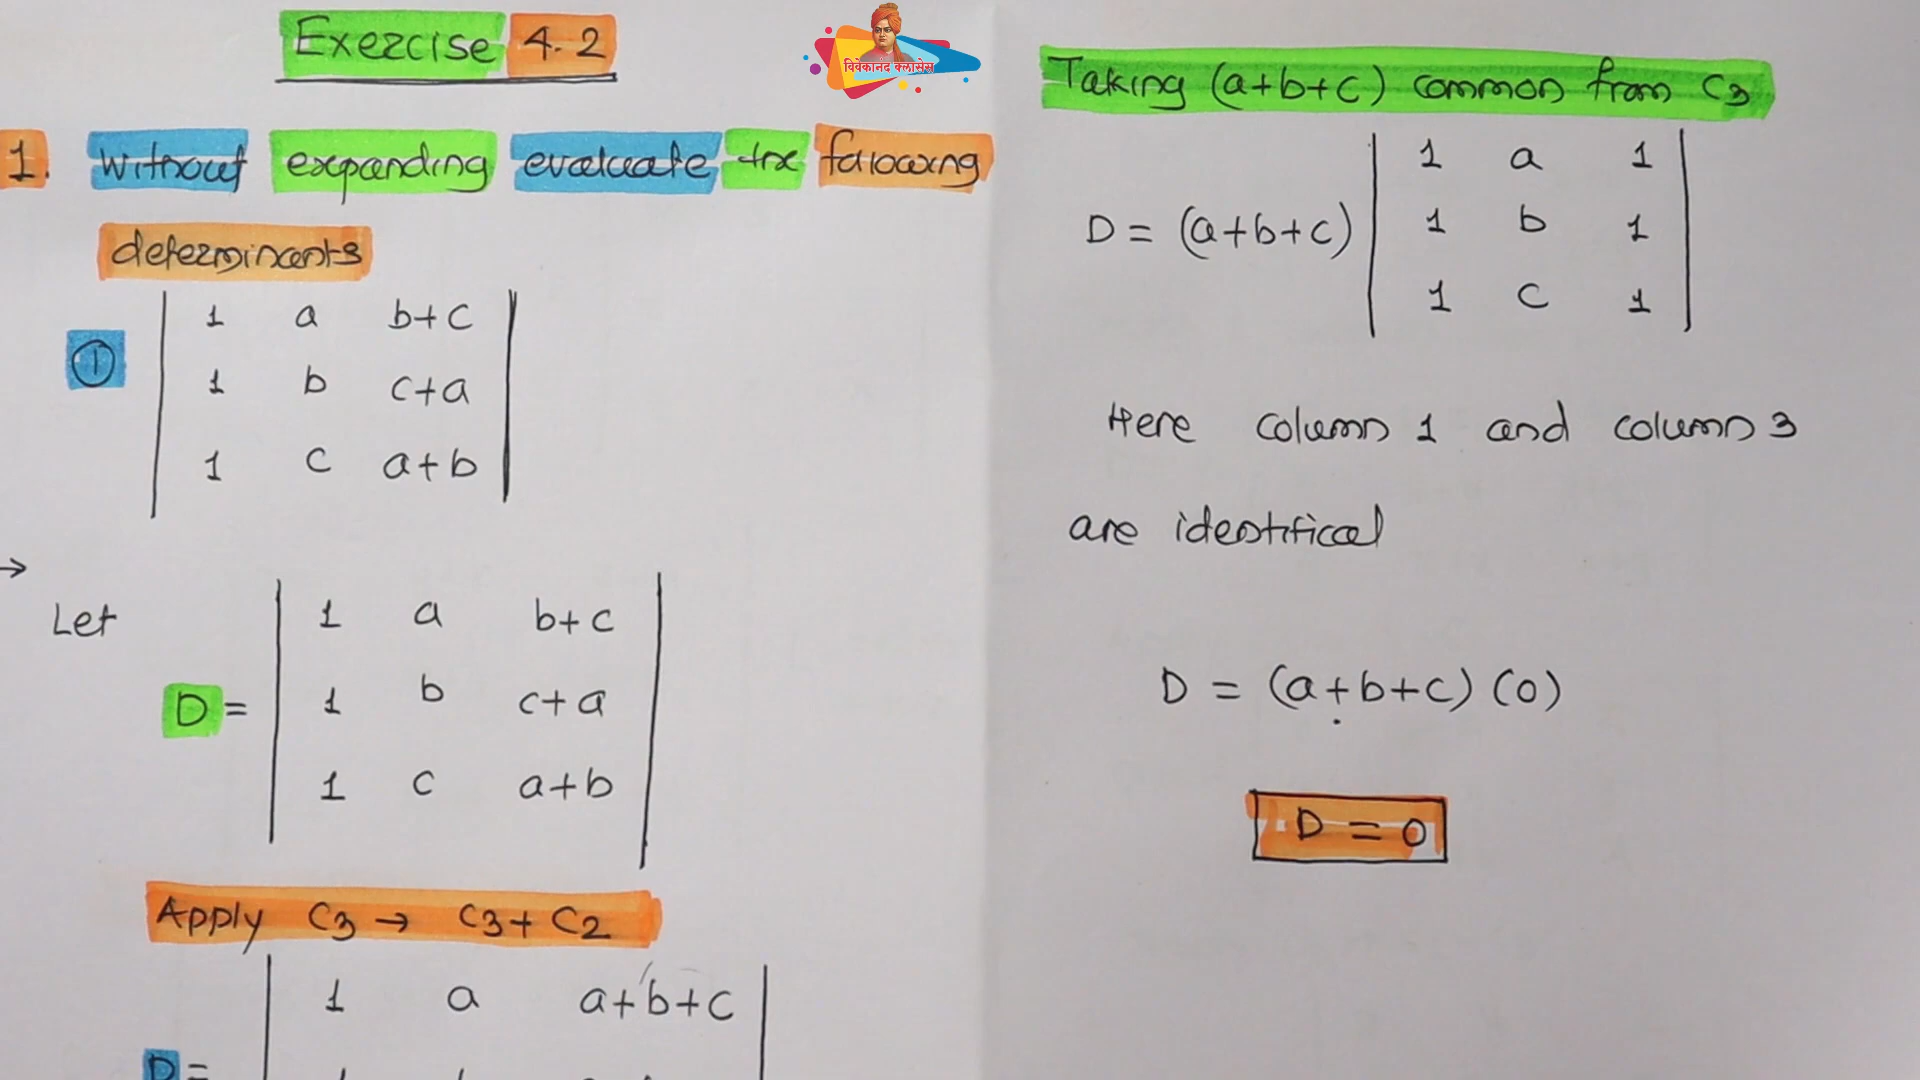 Exercise 4.2
विवेकानंद क्लासेस
1. without expanding evaluate the following
determinants
① | 1 a b+c |
| 1 b c+a |
| 1 c a+b |
→
Let
D = | 1 a b+c |
| 1 b c+a |
| 1 c a+b |
Apply C3 → C3 + C2
| 1 a a+b+c |
D =
Taking (a+b+c) common from C3
D = (a+b+c) | 1 a 1 |
| 1 b 1 |
| 1 c 1 |
Here column 1 and column 3
are identifical
D = (a+b+c) (0)
D = 0